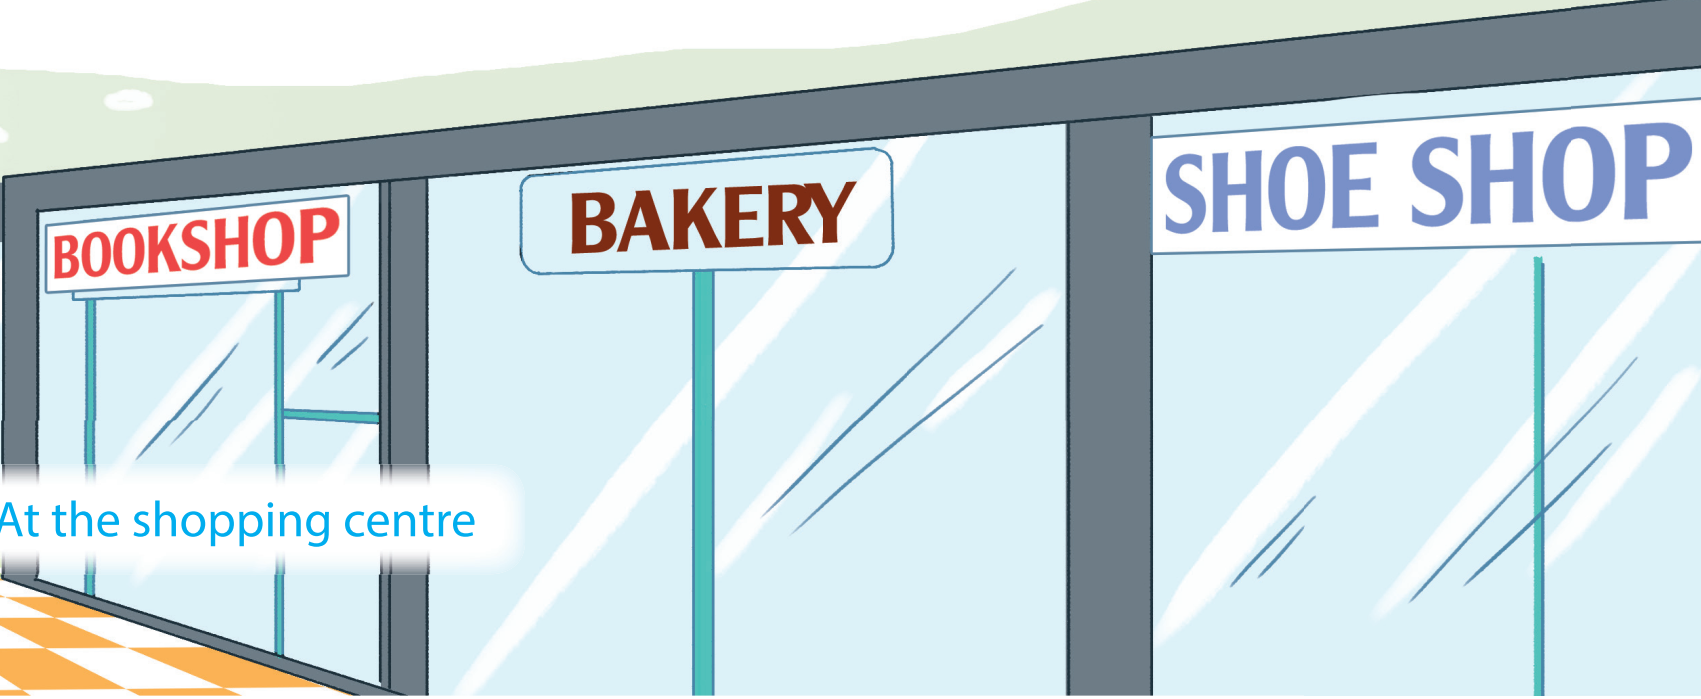 BOOKSHOP
BAKERY
SHOE SHOP
At the shopping centre